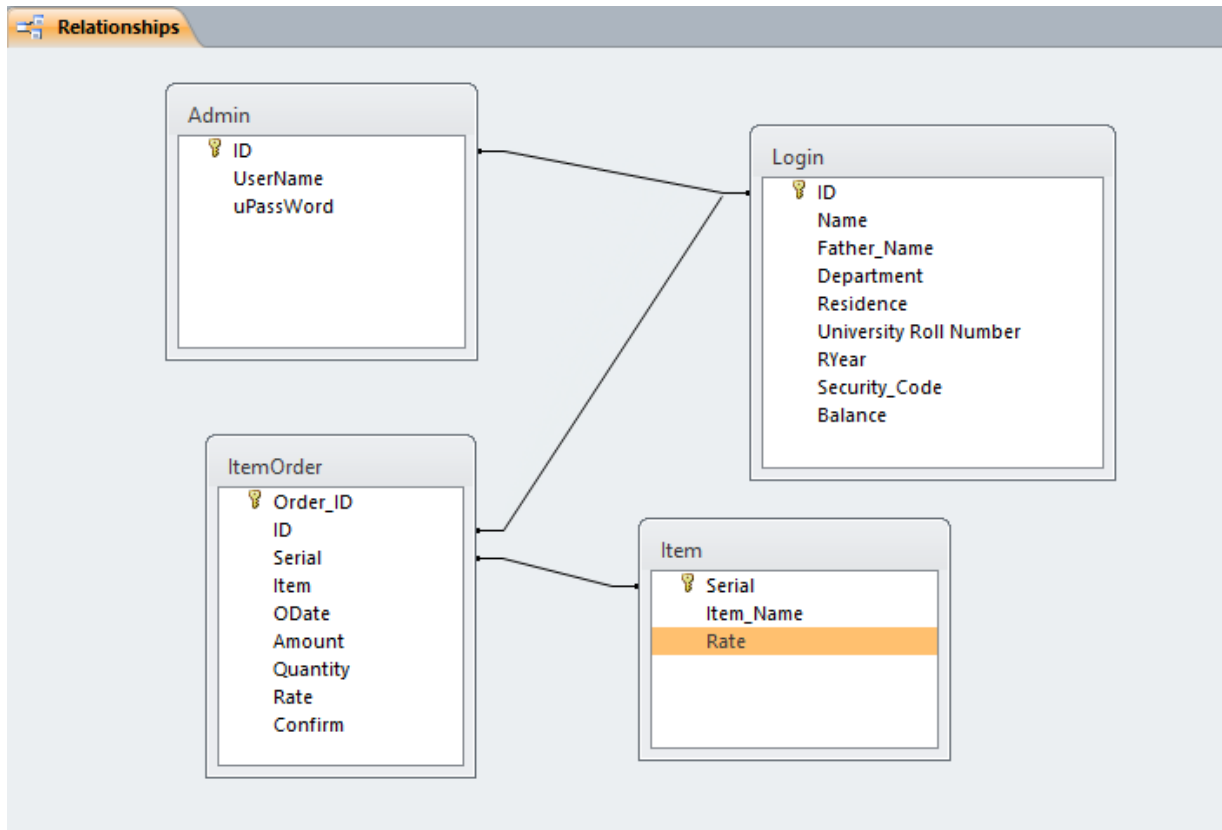 Relationships
Admin
ID
UserName
uPassWord
Login
ID
Name
Father_Name
Department
Residence
University Roll Number
RYear
Security_Code
Balance
ItemOrder
Order_ID
ID
Serial
Item
ODate
Amount
Quantity
Rate
Confirm
Item
Serial
Item_Name
Rate